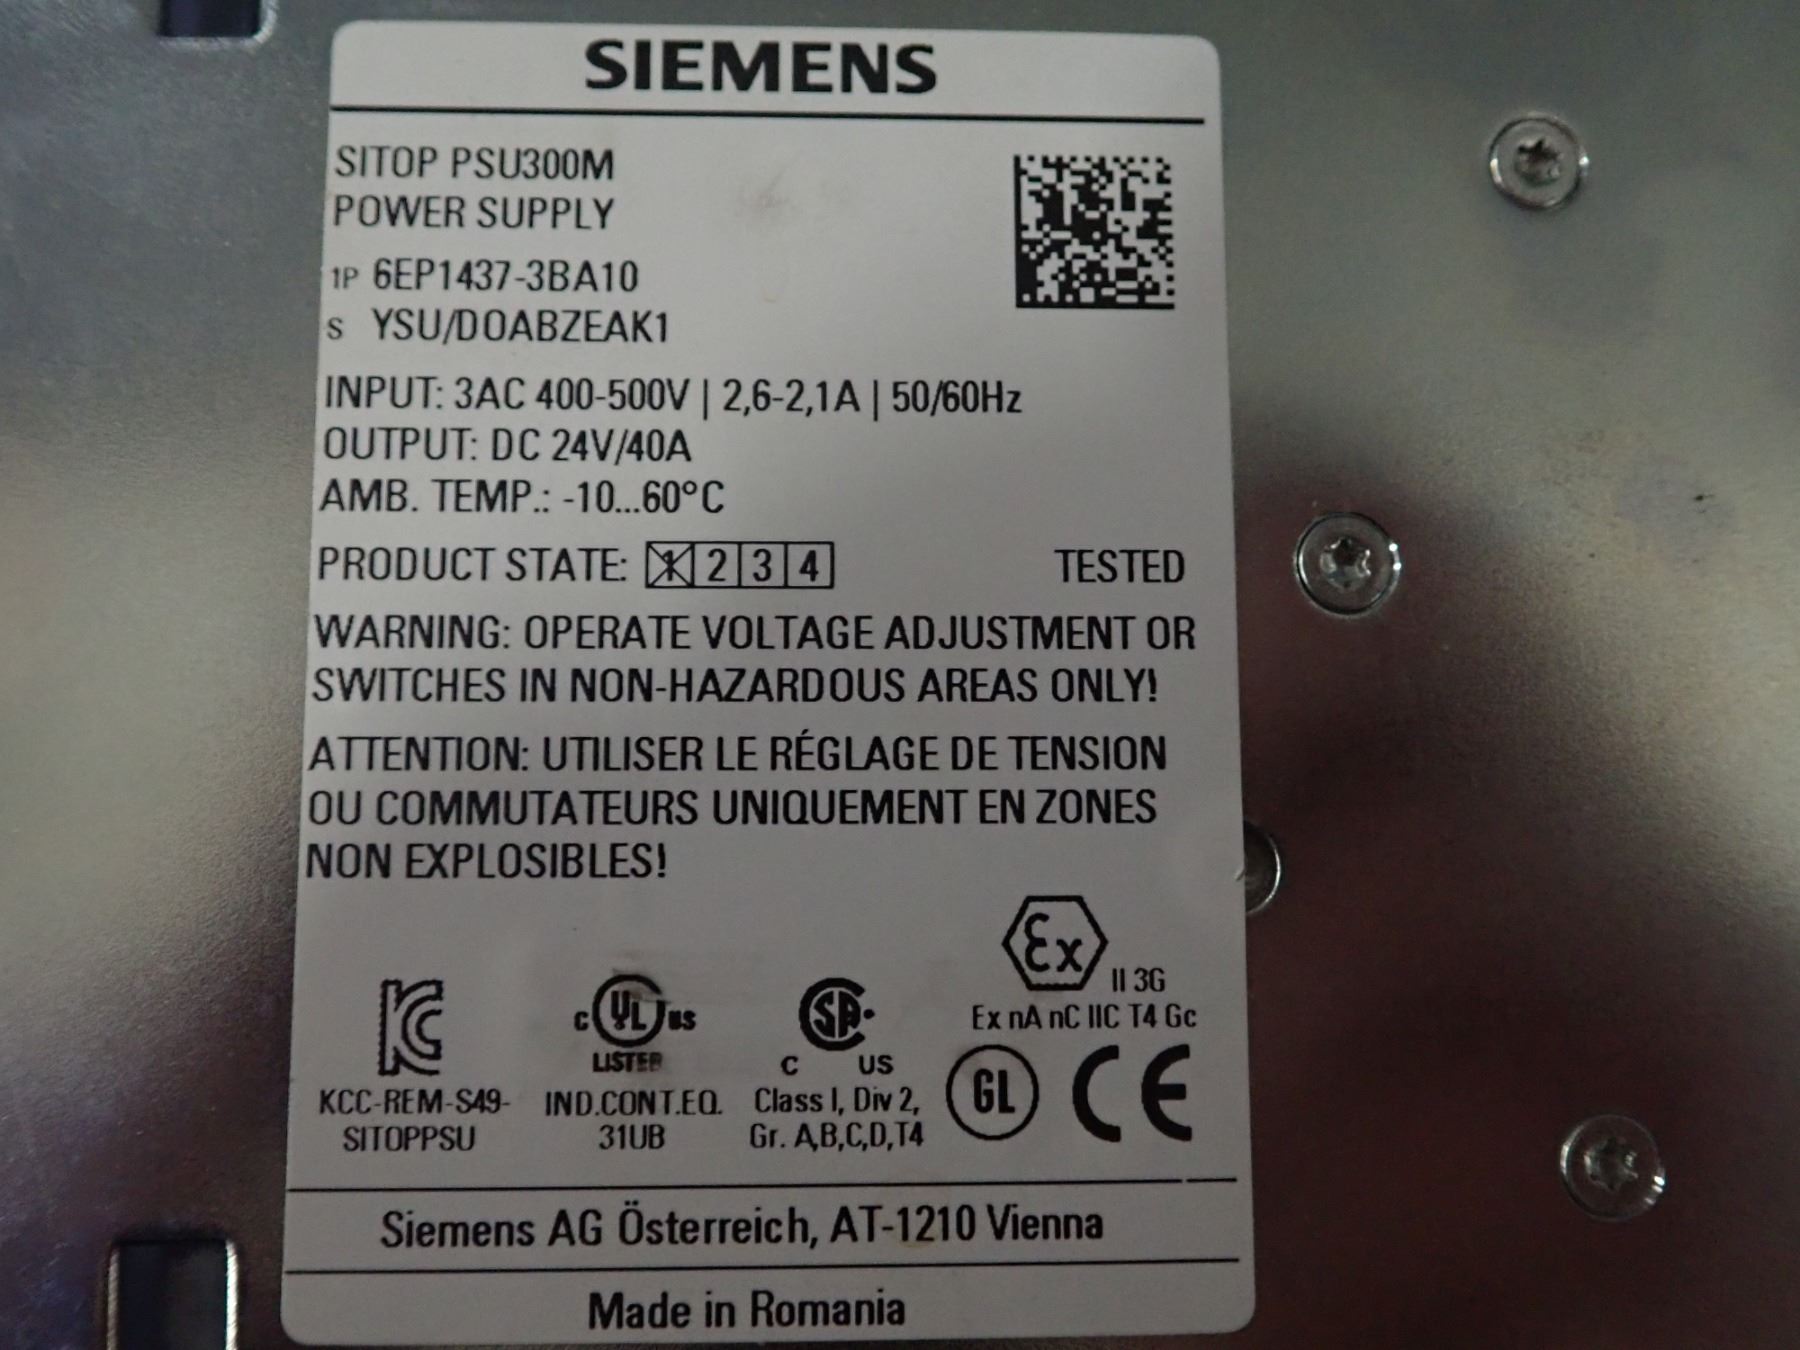 SIEMENS
SITOP PSU300M
POWER SUPPLY
1P 6EP1437-3BA10
S YSU/DOABZEAK1
INPUT: 3AC 400-500V | 2,6-2,1A | 50/60Hz
OUTPUT: DC 24V/40A
AMB. TEMP.: -10...60°C
PRODUCT STATE: 1 2 3 4 TESTED
WARNING: OPERATE VOLTAGE ADJUSTMENT OR
SWITCHES IN NON-HAZARDOUS AREAS ONLY!
ATTENTION: UTILISER LE RÉGLAGE DE TENSION
OU COMMUTATEURS UNIQUEMENT EN ZONES
NON EXPLOSIBLES!
Ex II 3G
Ex nA nC IIC T4 Gc
KC
KCC-REM-S49-
SITOPPSU
C UL US
LISTED
IND.CONT.EQ.
31UB
SA
C US
Class I, Div 2,
Gr. A,B,C,D,T4
GL CE
Siemens AG Österreich, AT-1210 Vienna
Made in Romania